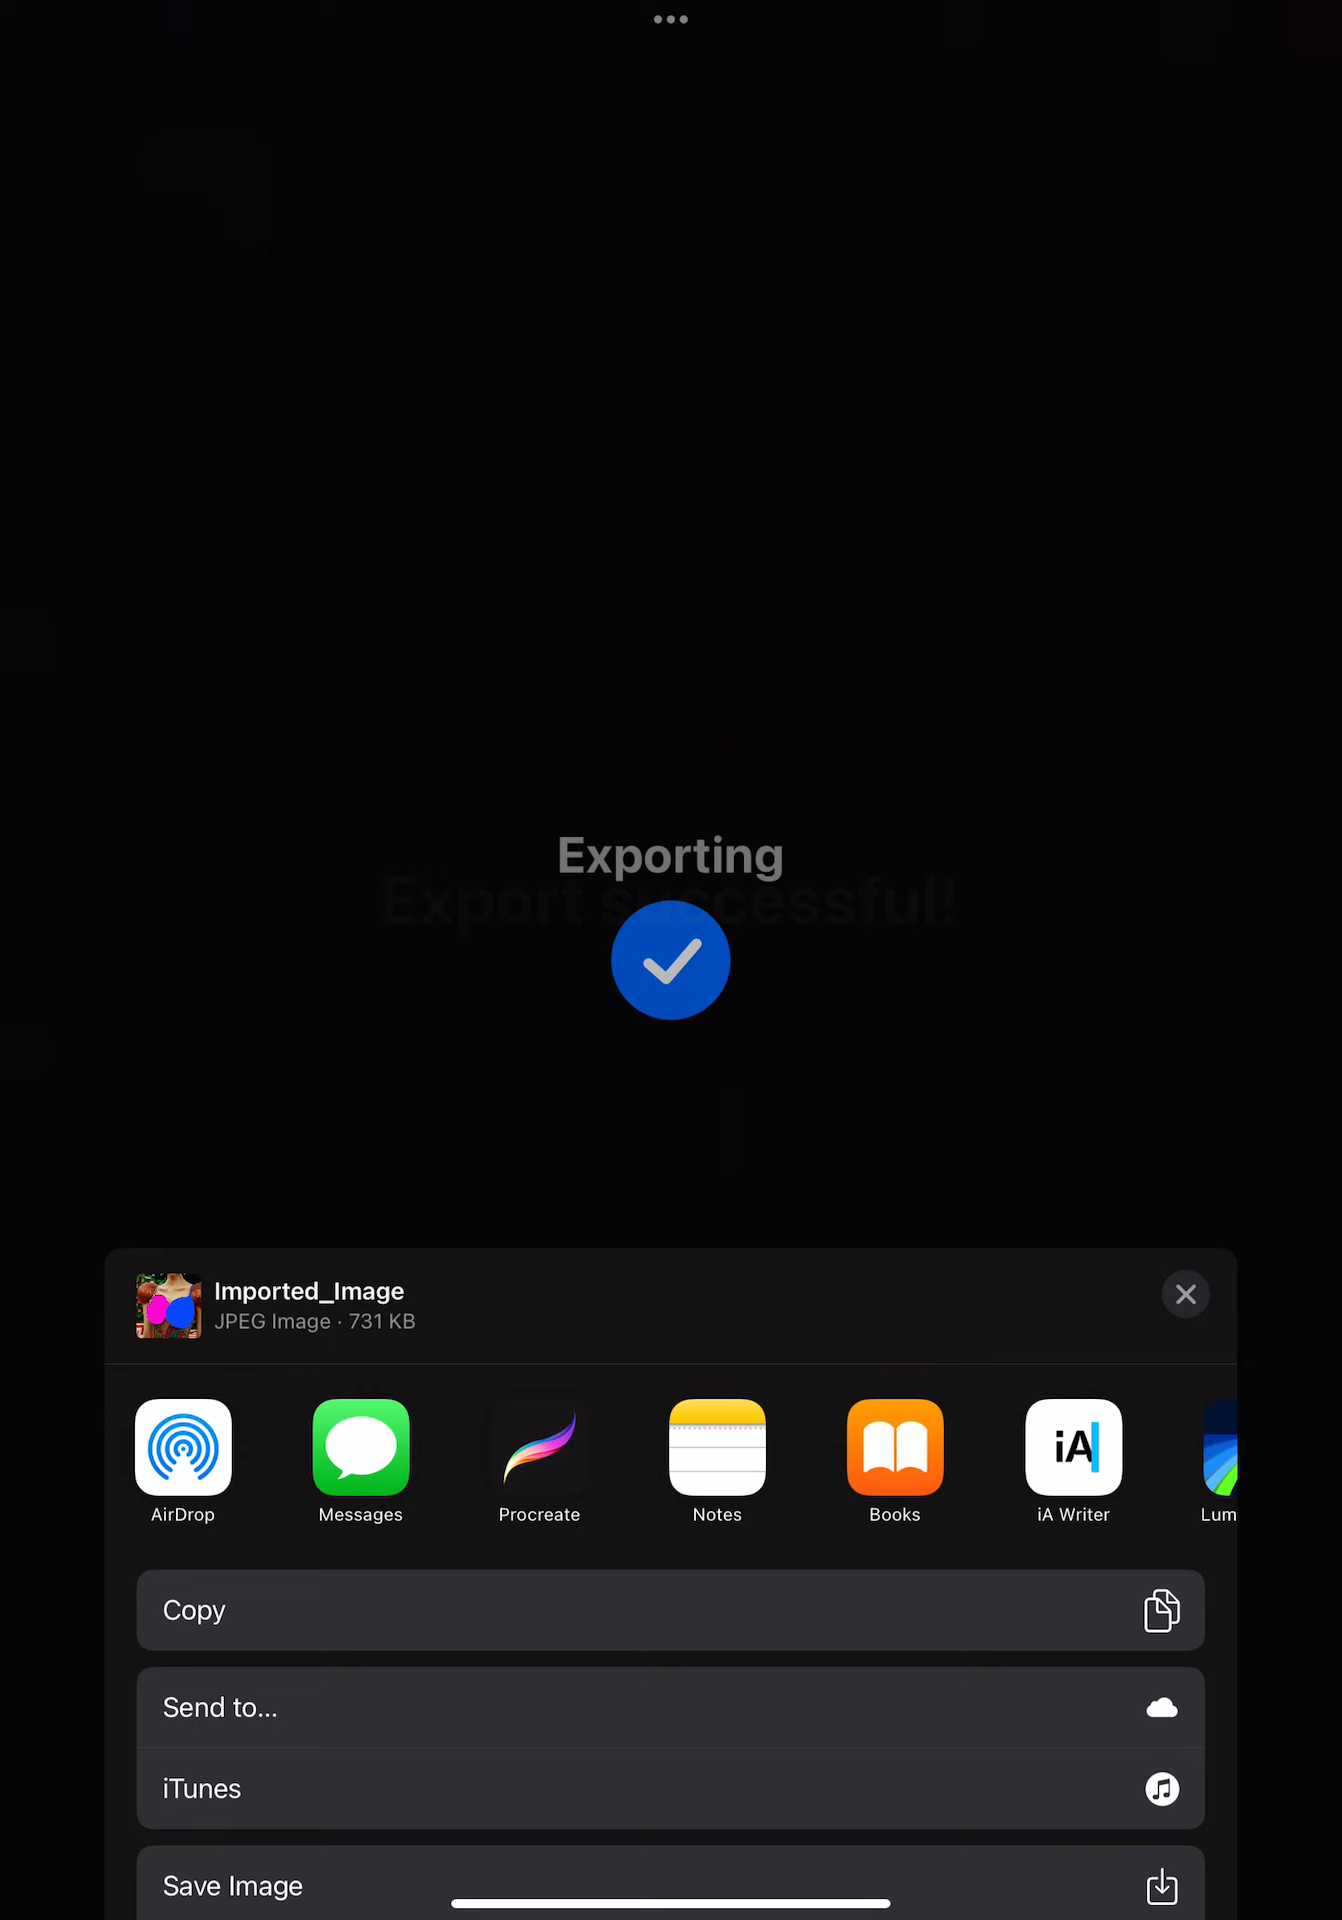 Exporting
Export successful!
Imported_Image
JPEG Image · 731 KB
AirDrop
Messages
Procreate
Notes
Books
iA
iA Writer
Lum
Copy
Send to...
iTunes
Save Image